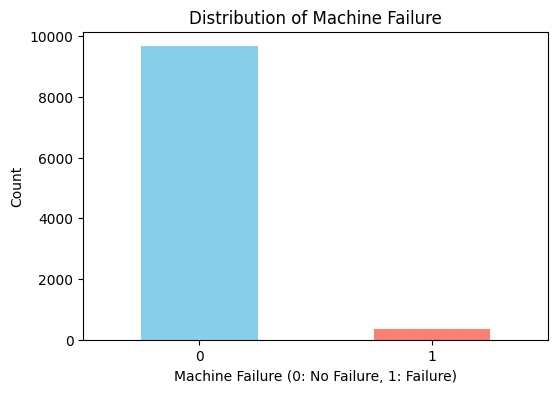 Distribution of Machine Failure
10000
8000
6000
4000
2000
0
Count
0 1
Machine Failure (0: No Failure, 1: Failure)